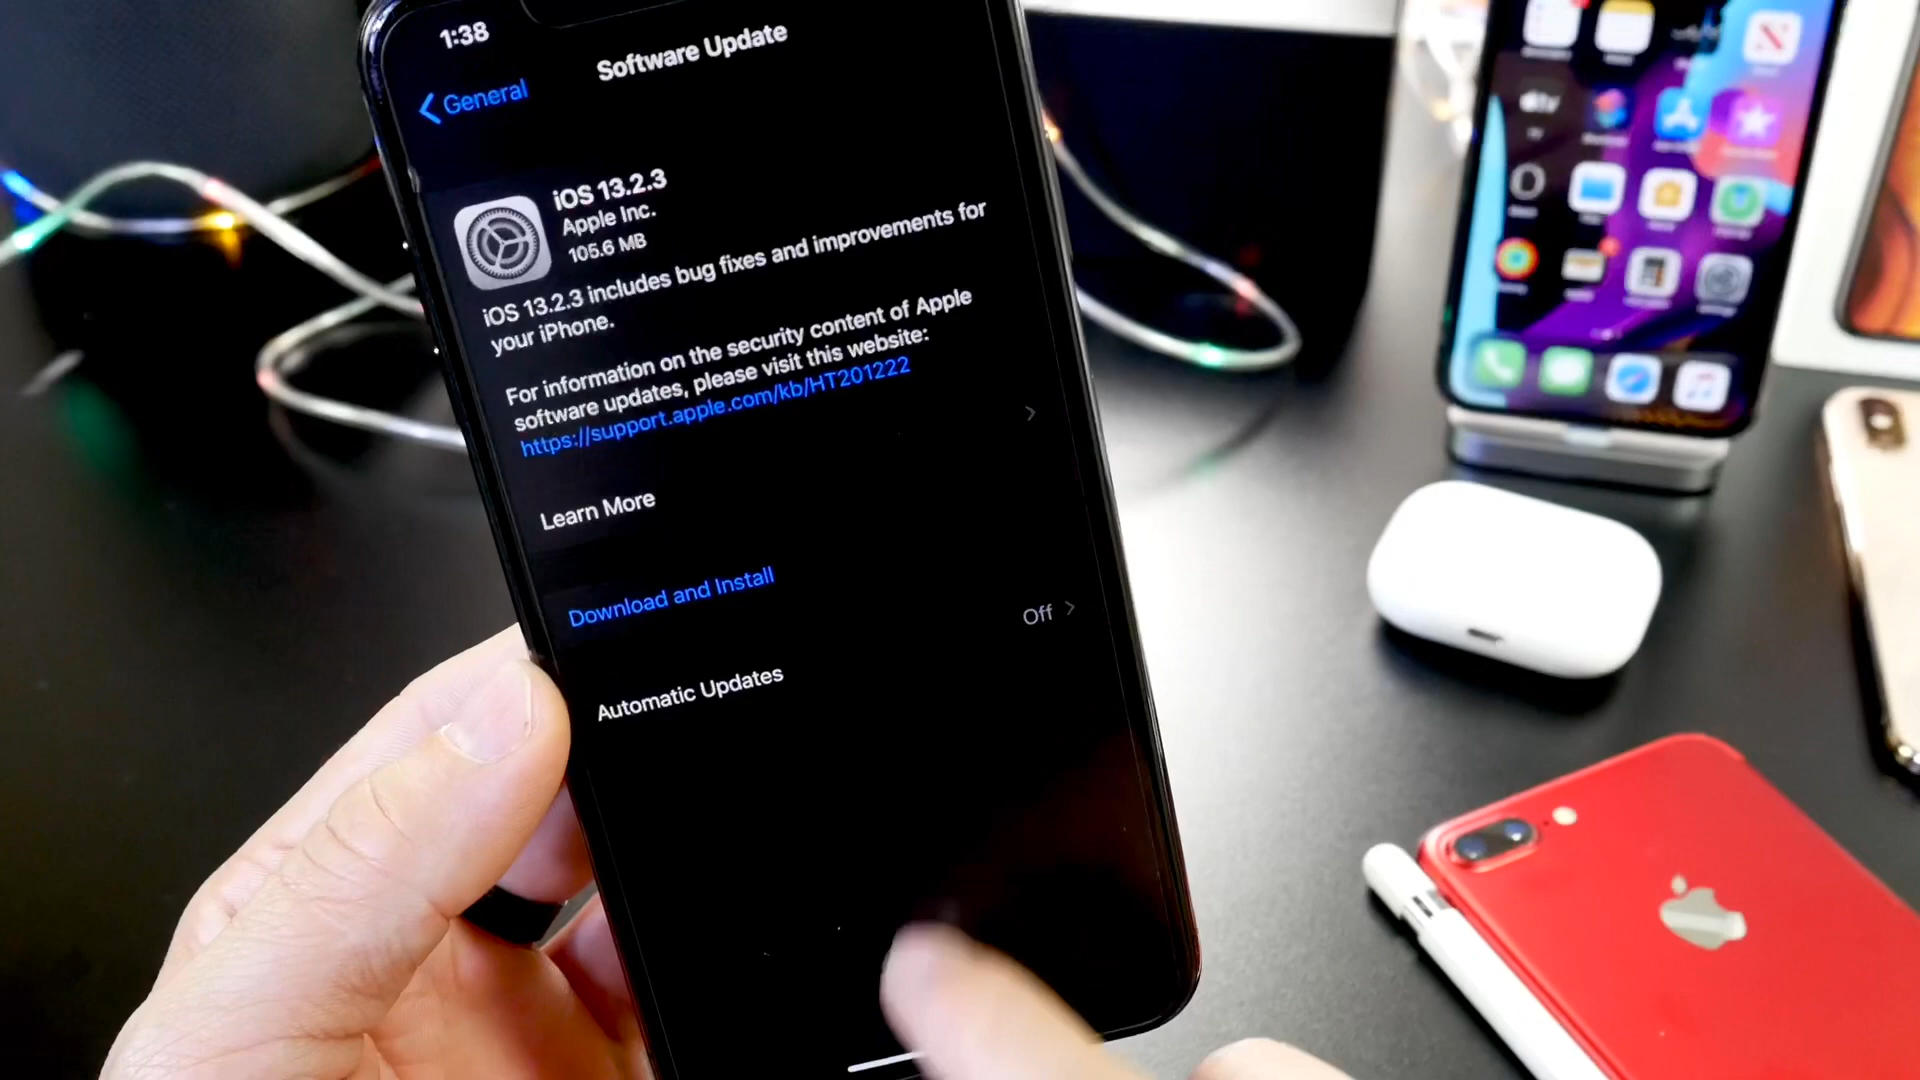 1:38
Software Update
General
iOS 13.2.3
Apple Inc.
105.6 MB
iOS 13.2.3 includes bug fixes and improvements for
your iPhone.
For information on the security content of Apple
software updates, please visit this website:
https://support.apple.com/kb/HT201222
Learn More
Download and Install
Automatic Updates
Off
tv